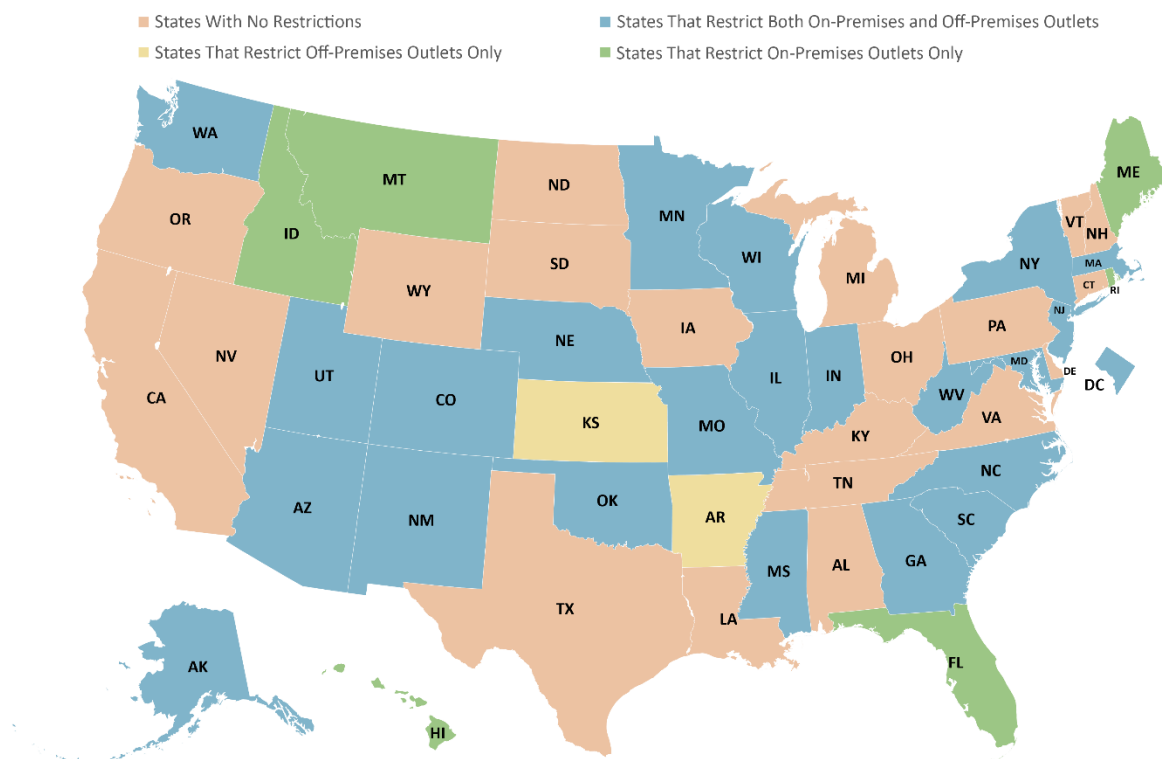 States With No Restrictions
States That Restrict Both On-Premises and Off-Premises Outlets
States That Restrict Off-Premises Outlets Only
States That Restrict On-Premises Outlets Only
WA
MT
ND
MN
ME
OR
ID
SD
WI
MI
VT
NH
NY
MA
WY
CT
RI
IA
PA
NJ
NE
NV
OH
IL
IN
MD
DE
UT
CO
WV
DC
CA
KS
MO
VA
KY
NC
TN
AZ
NM
OK
AR
SC
MS
AL
GA
TX
LA
AK
FL
HI